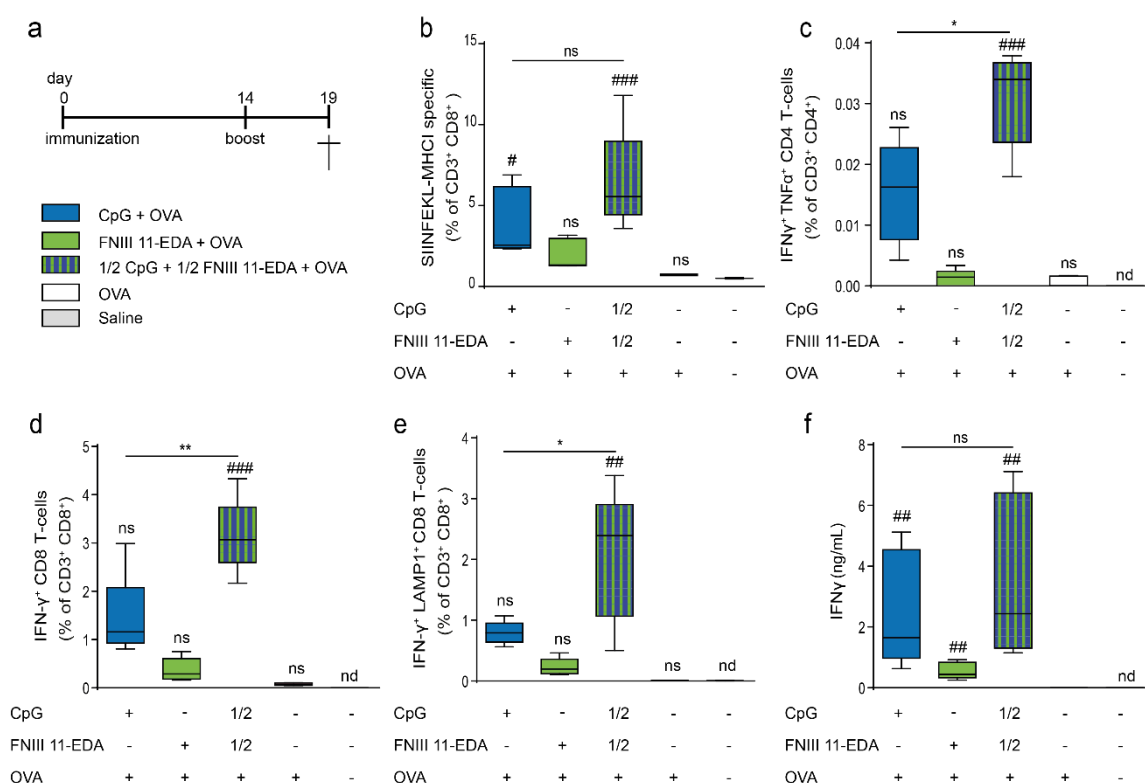 a
day
0 14 19
immunization boost
CpG + OVA
FNIII 11-EDA + OVA
1/2 CpG + 1/2 FNIII 11-EDA + OVA
OVA
Saline
b
SIINFEKL-MHCI specific
(% of CD3⁺ CD8⁺)
15
10
5
0
ns
#
ns
###
ns
CpG + - 1/2 - -
FNIII 11-EDA - + 1/2 - -
OVA + + + + -
c
IFNγ⁺ TNFα⁺ CD4 T-cells
(% of CD3⁺ CD4⁺)
0.04
0.03
0.02
0.01
0.00
*
ns
ns
###
ns
nd
CpG + - 1/2 - -
FNIII 11-EDA - + 1/2 - -
OVA + + + + -
d
IFN-γ⁺ CD8 T-cells
(% of CD3⁺ CD8⁺)
5
4
3
2
1
0
**
ns
ns
###
ns
nd
CpG + - 1/2 - -
FNIII 11-EDA - + 1/2 - -
OVA + + + + -
e
IFN-γ⁺ LAMP1⁺ CD8 T-cells
(% of CD3⁺ CD8⁺)
4
3
2
1
0
*
ns
ns
##
ns
nd
+ - 1/2 - -
- + 1/2 - -
+ + + + -
f
IFNγ (ng/mL)
8
6
4
2
0
ns
##
##
##
nd
CpG + - 1/2 - -
FNIII 11-EDA - + 1/2 - -
OVA + + + + -